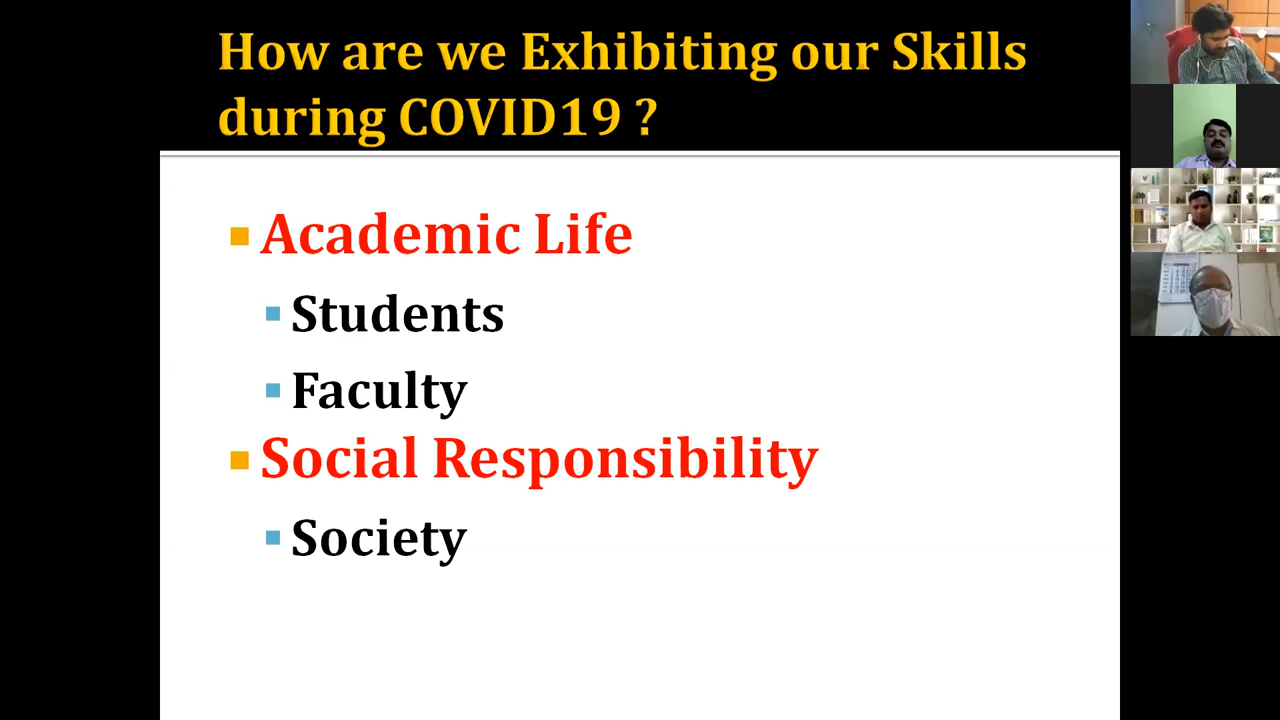 How are we Exhibiting our Skills
during COVID19 ?
Academic Life
Students
Faculty
Social Responsibility
Society